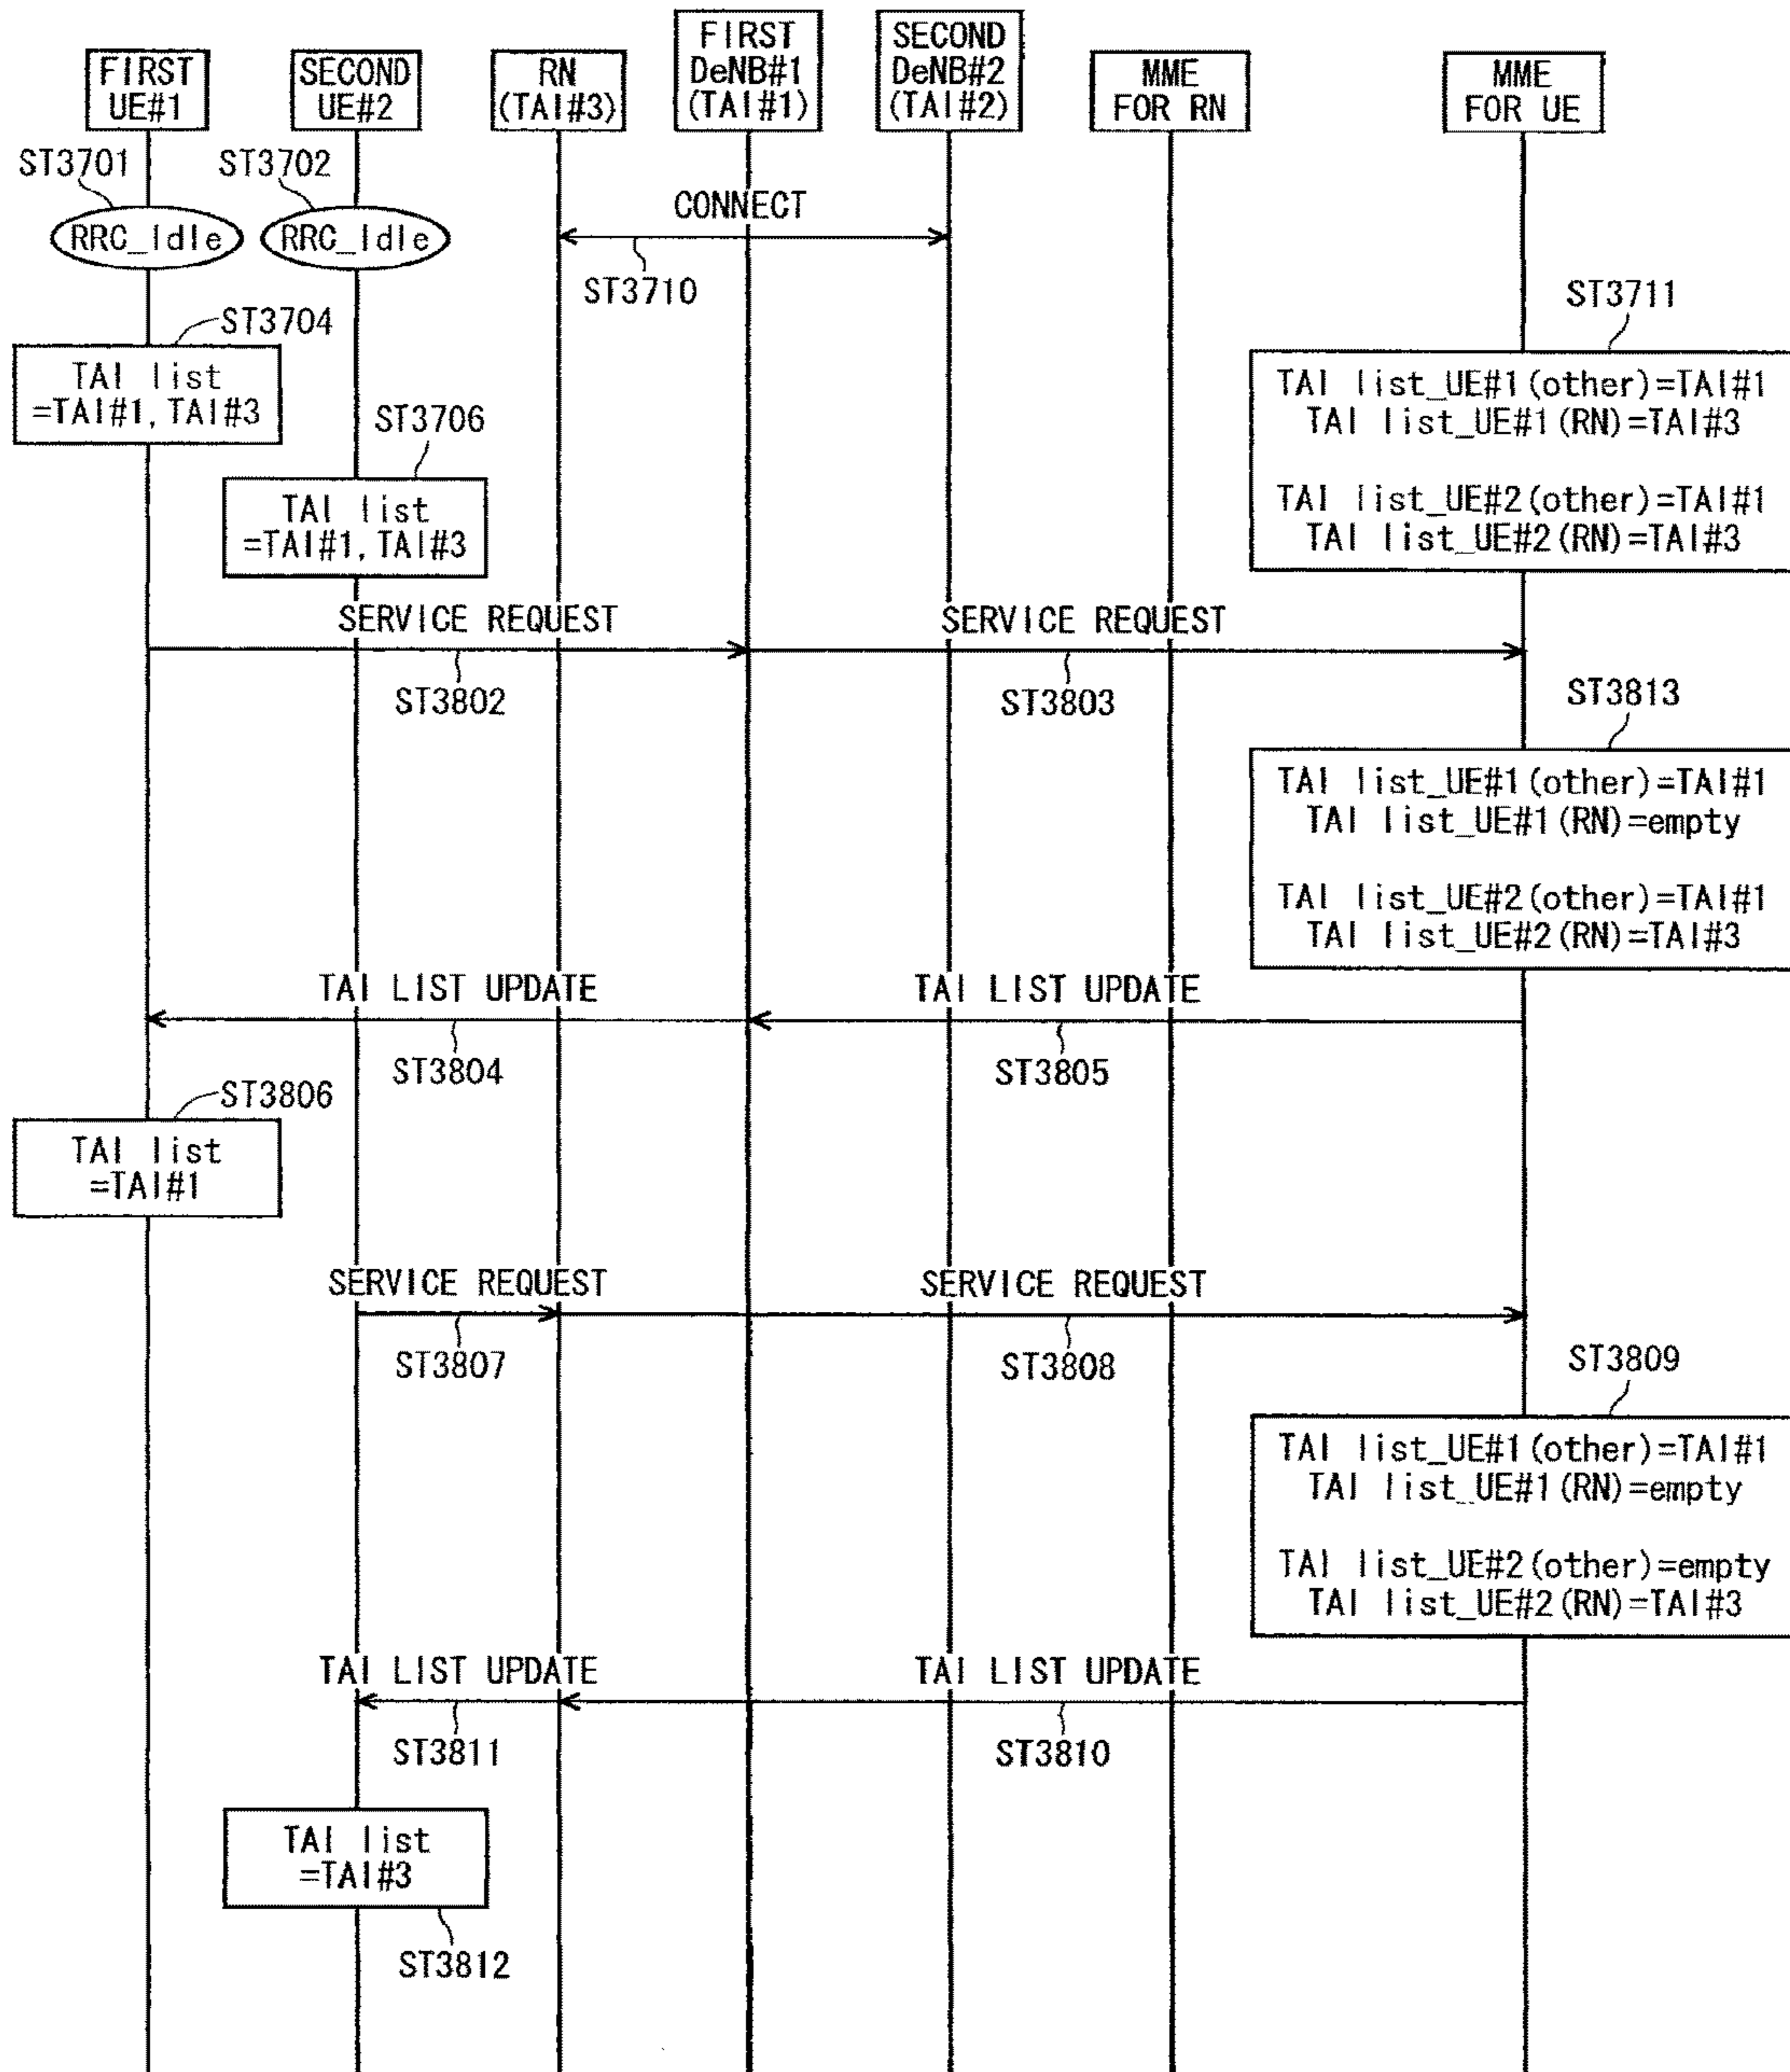 FIRST
UE#1
SECOND
UE#2
RN
(TAI#3)
FIRST
DeNB#1
(TAI#1)
SECOND
DeNB#2
(TAI#2)
MME
FOR RN
MME
FOR UE
ST3701
ST3702
RRC_Idle
RRC_Idle
CONNECT
ST3710
ST3711
ST3704
TAI list
=TAI#1, TAI#3
TAI list_UE#1(other)=TAI#1
TAI list_UE#1(RN)=TAI#3
TAI list_UE#2(other)=TAI#1
TAI list_UE#2(RN)=TAI#3
ST3706
TAI list
=TAI#1, TAI#3
SERVICE REQUEST
SERVICE REQUEST
ST3802
ST3803
ST3813
TAI list_UE#1(other)=TAI#1
TAI list_UE#1(RN)=empty
TAI list_UE#2(other)=TAI#1
TAI list_UE#2(RN)=TAI#3
TAI LIST UPDATE
TAI LIST UPDATE
ST3804
ST3805
ST3806
TAI list
=TAI#1
SERVICE REQUEST
SERVICE REQUEST
ST3807
ST3808
ST3809
TAI list_UE#1(other)=TAI#1
TAI list_UE#1(RN)=empty
TAI list_UE#2(other)=empty
TAI list_UE#2(RN)=TAI#3
TAI LIST UPDATE
TAI LIST UPDATE
ST3811
ST3810
TAI list
=TAI#3
ST3812